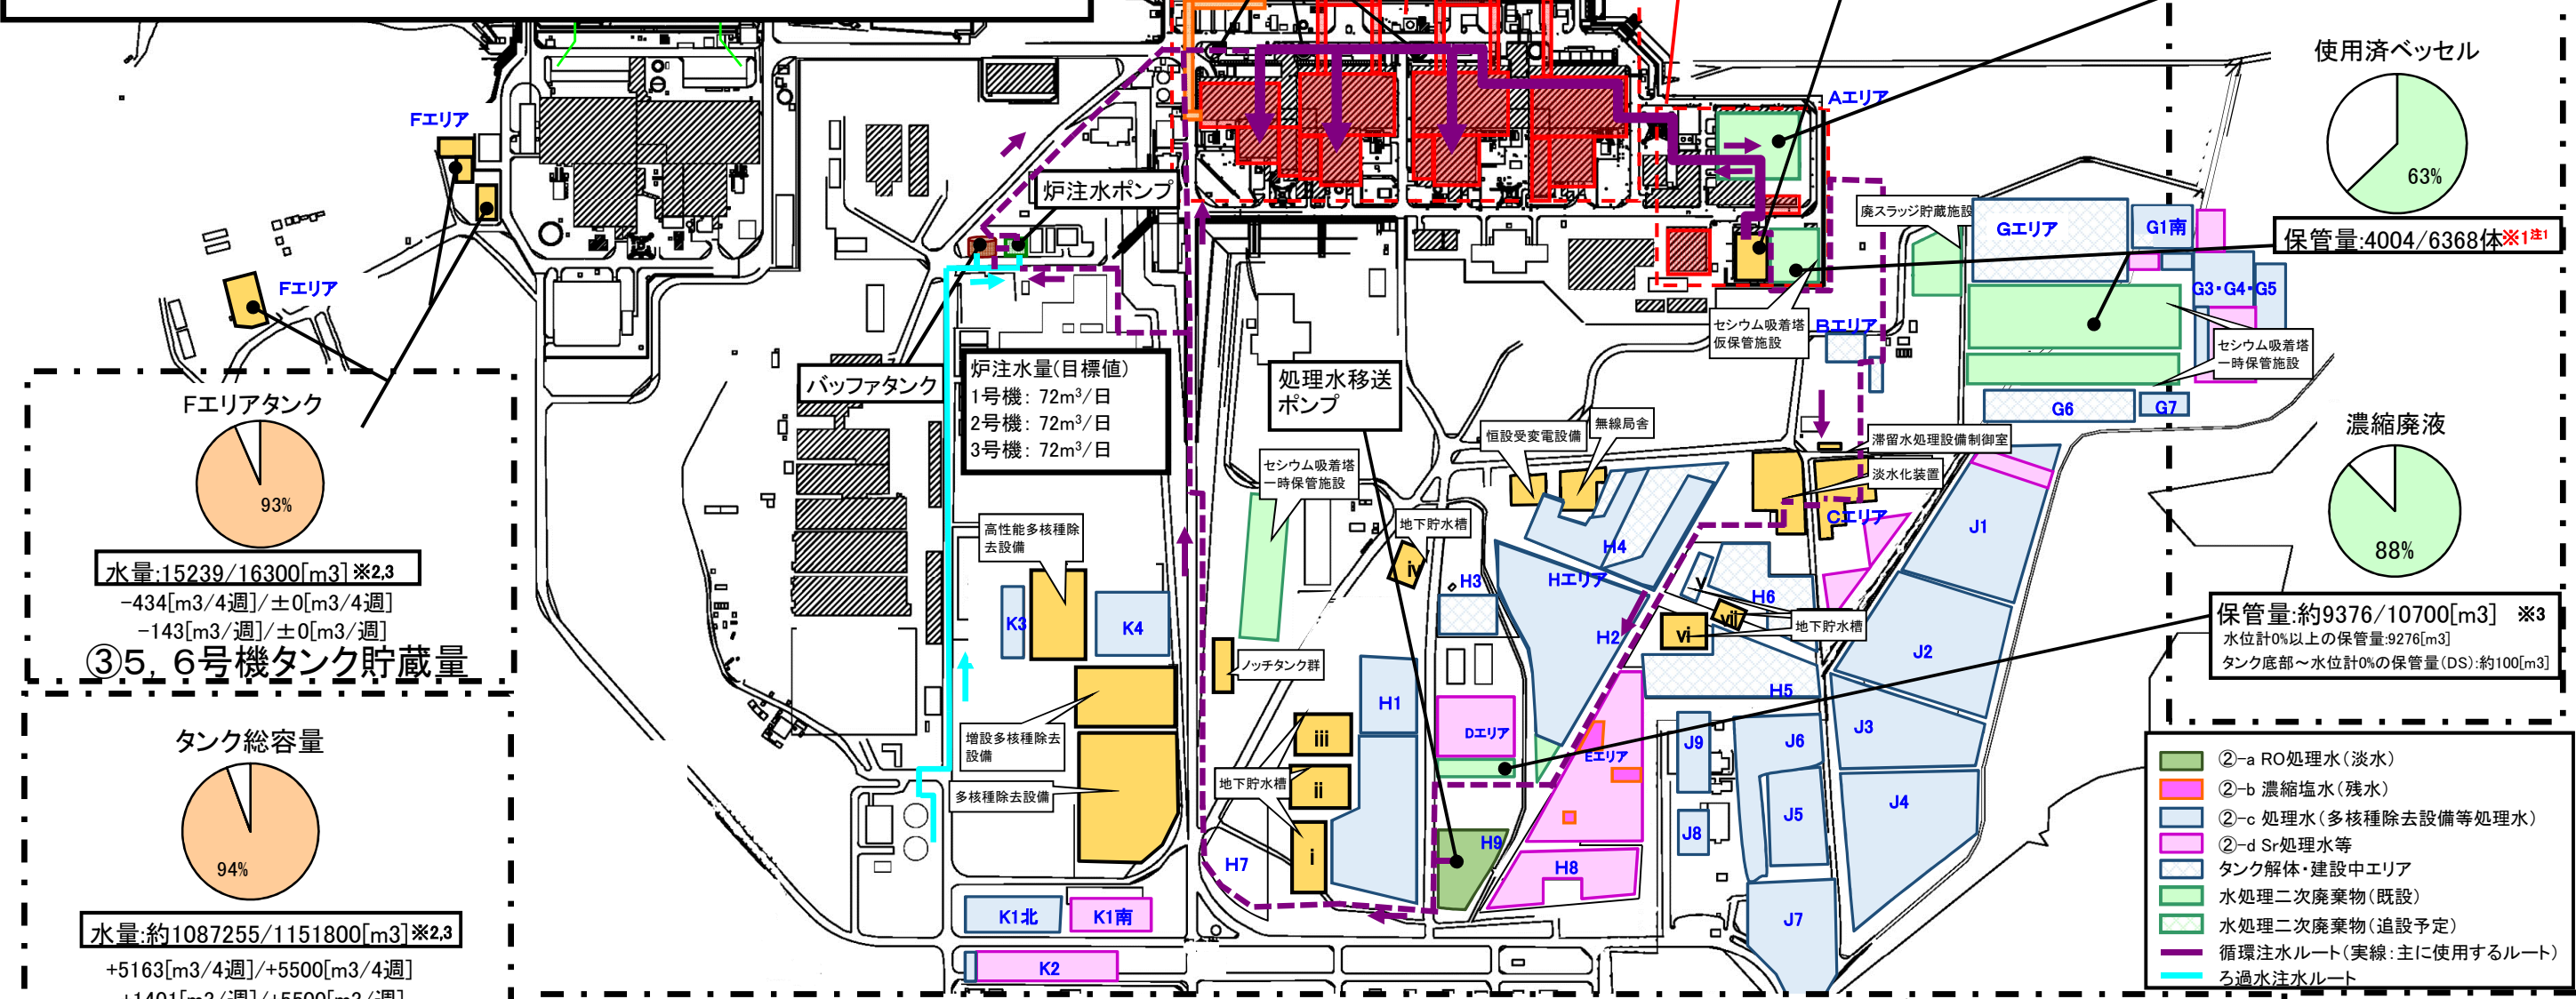 使用済ベッセル
63%
保管量:4004/6368体※1注1
Aエリア
Fエリア
Fエリア
炉注水ポンプ
廃スラッジ貯蔵施設
Gエリア
G1南
G3・G4・G5
セシウム吸着塔
仮保管施設
Bエリア
セシウム吸着塔
一時保管施設
G6
G7
Fエリアタンク
93%
水量:15239/16300[m3]※2,3
-434[m3/4週]/±0[m3/4週]
-143[m3/週]/±0[m3/週]
③5,6号機タンク貯蔵量
バッファタンク
炉注水量(目標値)
1号機: 72m³/日
2号機: 72m³/日
3号機: 72m³/日
処理水移送
ポンプ
恒設受変電設備
無線局舎
滞留水処理設備制御室
淡水化装置
Cエリア
濃縮廃液
88%
保管量:約9376/10700[m3] ※3
水位計0%以上の保管量:9276[m3]
タンク底部～水位計0%の保管量(DS):約100[m3]
セシウム吸着塔
一時保管施設
高性能多核種除
去設備
地下貯水槽
iv
H3
H4
Hエリア
H2
v
H6
vi
vii
地下貯水槽
J1
J2
K3
K4
ノッチタンク群
H1
H5
Dエリア
Eエリア
J9
J6
J3
増設多核種除去
設備
多核種除去設備
地下貯水槽
iii
ii
i
H7
H9
H8
J8
J5
J4
J7
K1北
K1南
K2
タンク総容量
94%
水量:約1087255/1151800[m3]※2,3
+5163[m3/4週]/+5500[m3/4週]
+1401[m3/週]/+5500[m3/週]
②-a RO処理水(淡水)
②-b 濃縮塩水(残水)
②-c 処理水(多核種除去設備等処理水)
②-d Sr処理水等
タンク解体・建設中エリア
水処理二次廃棄物(既設)
水処理二次廃棄物(追設予定)
循環注水ルート(実線:主に使用するルート)
ろ過水注水ルート